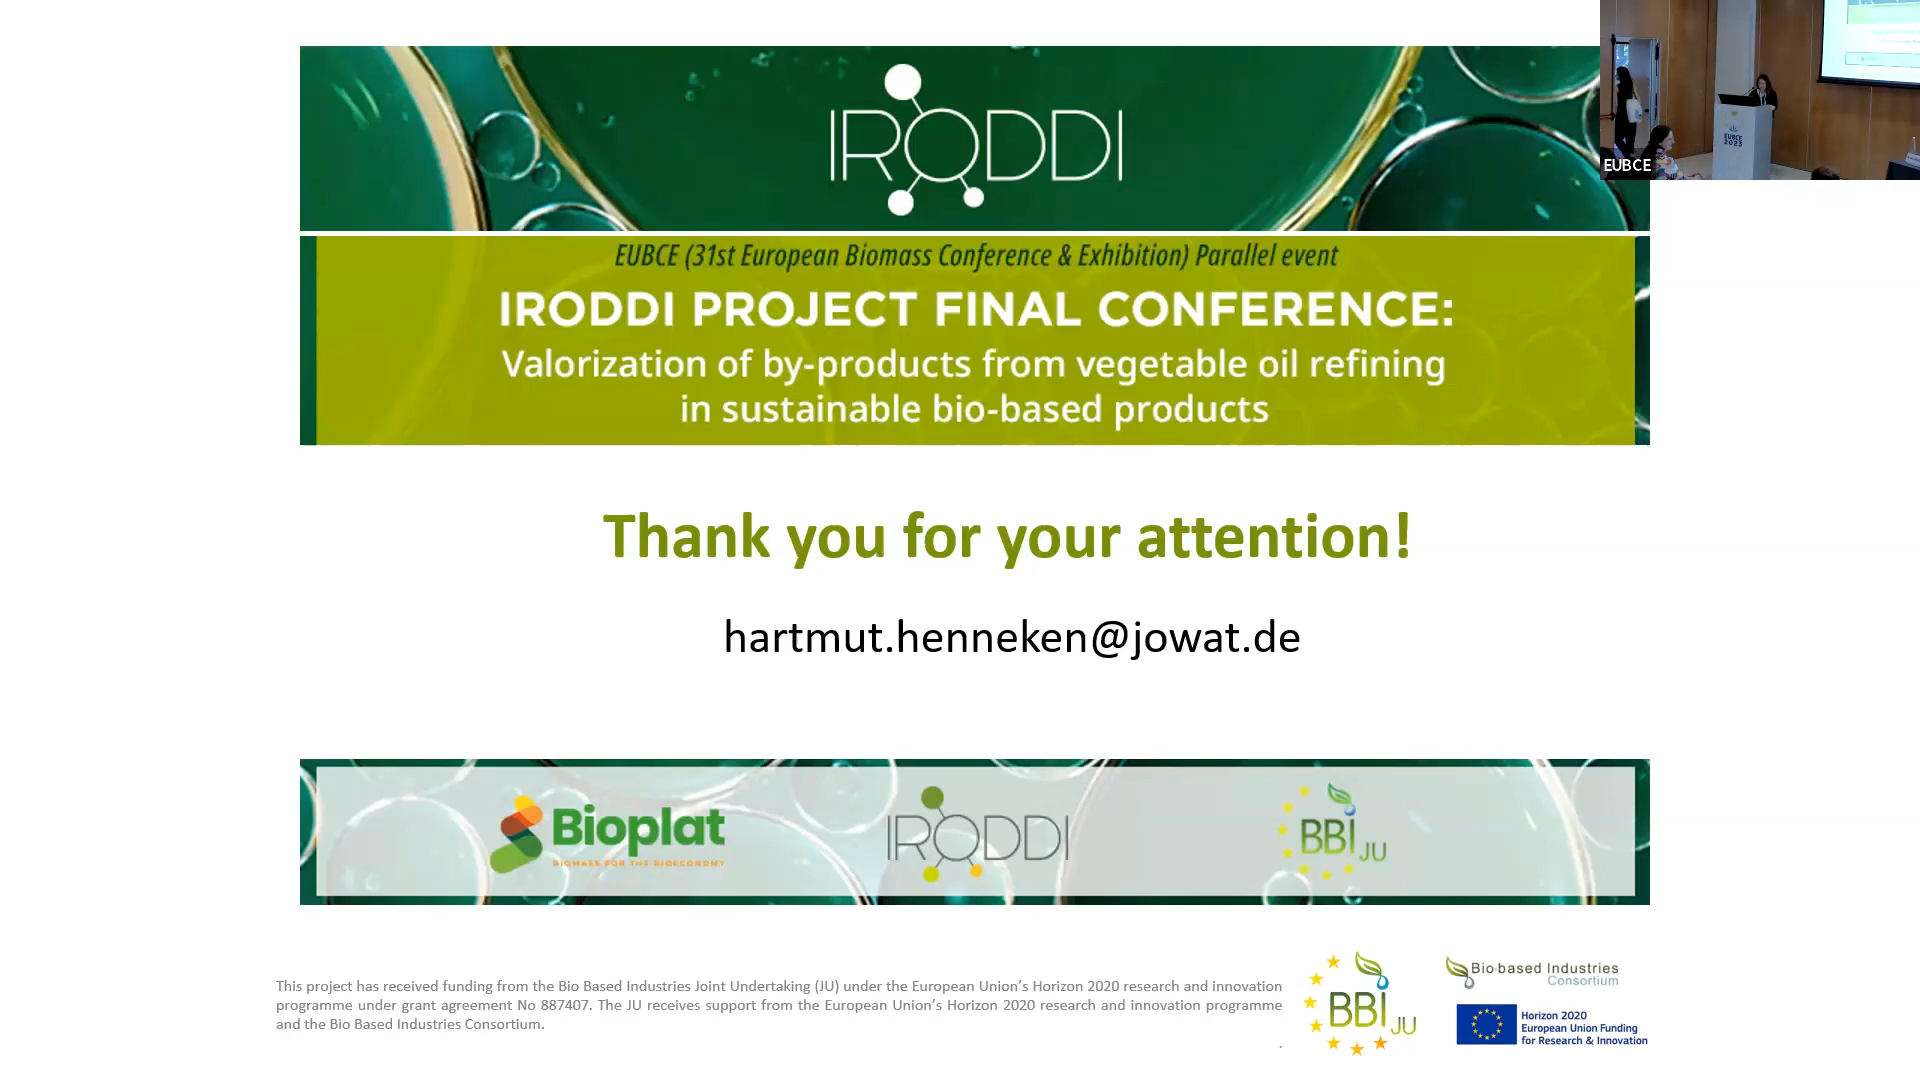 IRODDI
EUBCE
2023
EUBCE
EUBCE (31st European Biomass Conference & Exhibition) Parallel event
IRODDI PROJECT FINAL CONFERENCE:
Valorization of by-products from vegetable oil refining
in sustainable bio-based products
Thank you for your attention!
hartmut.henneken@jowat.de
Bioplat
BIOMASS FOR THE BIOECONOMY
IRODDI
BBI JU
This project has received funding from the Bio Based Industries Joint Undertaking (JU) under the European Union's Horizon 2020 research and innovation
programme under grant agreement No 887407. The JU receives support from the European Union's Horizon 2020 research and innovation programme
and the Bio Based Industries Consortium.
.
BBI JU
Bio-based Industries
Consortium
Horizon 2020
European Union Funding
for Research & Innovation